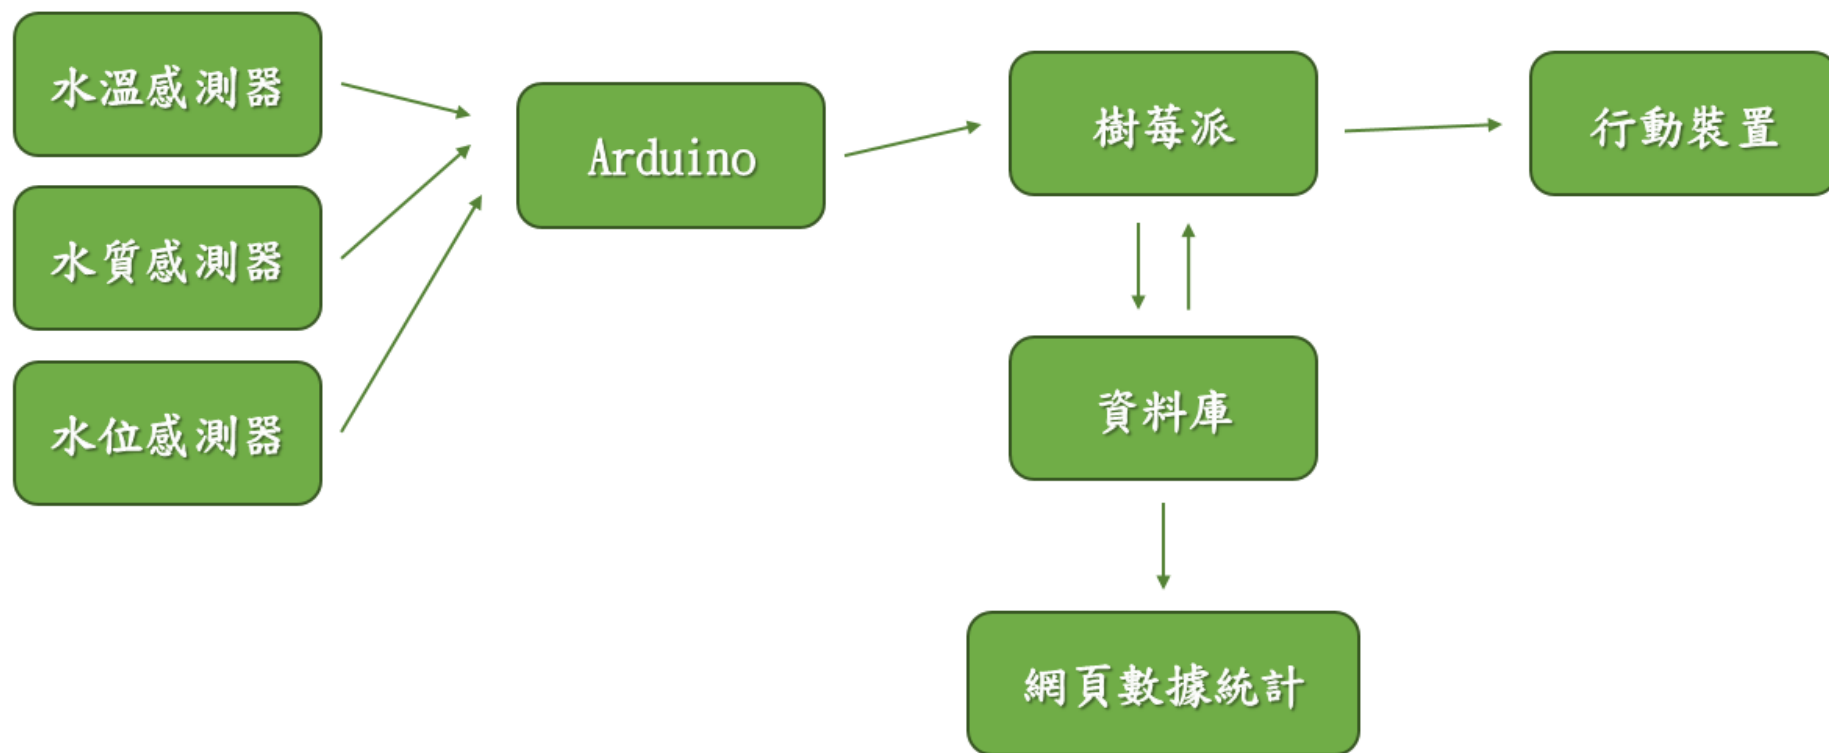 水溫感測器
水質感測器
水位感測器
Arduino
樹莓派
行動裝置
資料庫
網頁數據統計